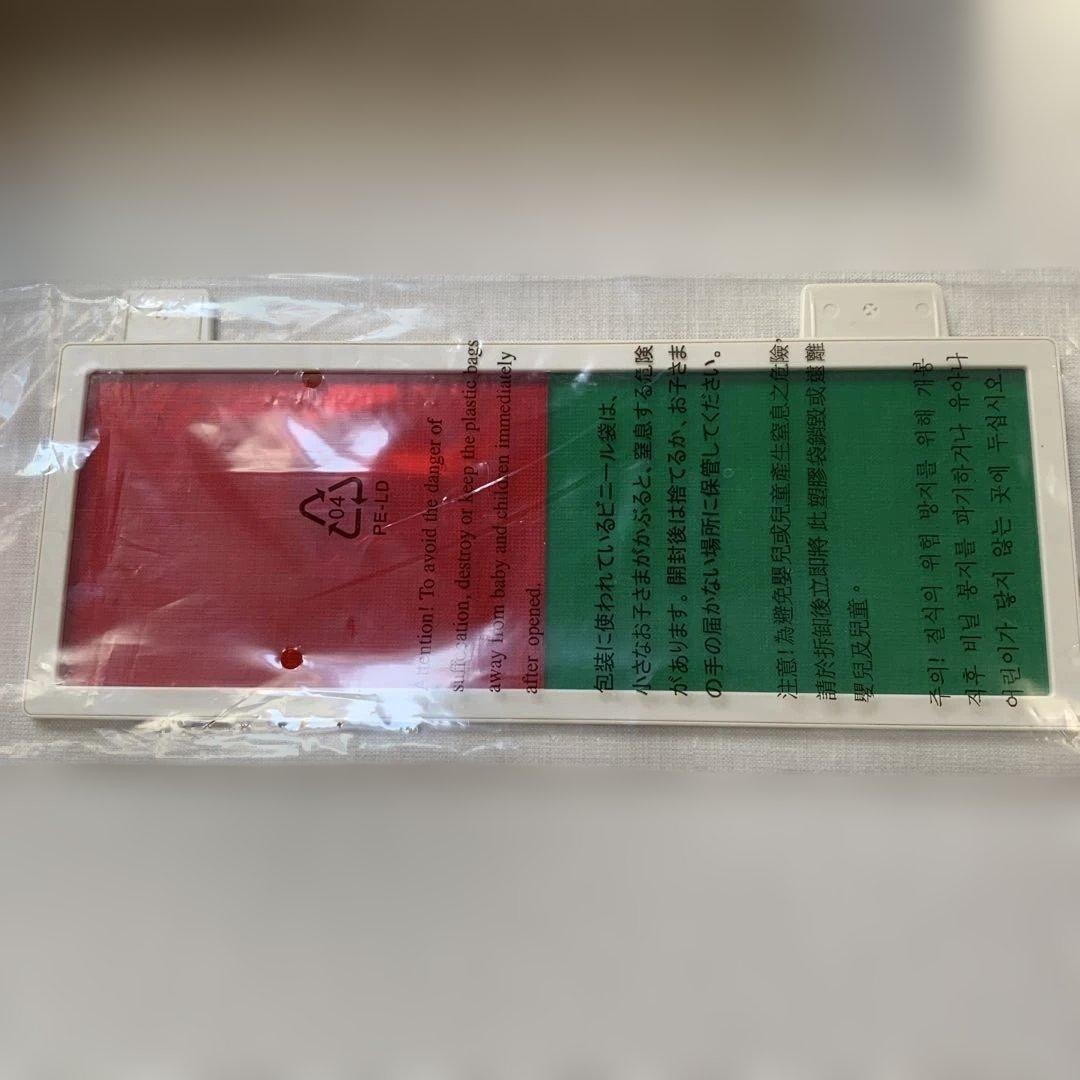 04
PE-LD
Attention! To avoid the danger of
suffocation, destroy or keep the plastic bags
away from baby and children immediately
after opened.
包装に使われているビニール袋は、
小さなお子さまがかぶると、窒息する危険
があります。開封後は捨てるか、お子さま
の手の届かない場所に保管してください。
注意！為避免嬰兒或兒童產生窒息之危險，
請於拆卸後立即將此塑膠袋銷毀或遠離
嬰兒及兒童。
주의! 질식의 위험 방지를 위해 개봉
직후 비닐 봉지를 파기하거나 유아나
어린이가 닿지 않는 곳에 두십시오.